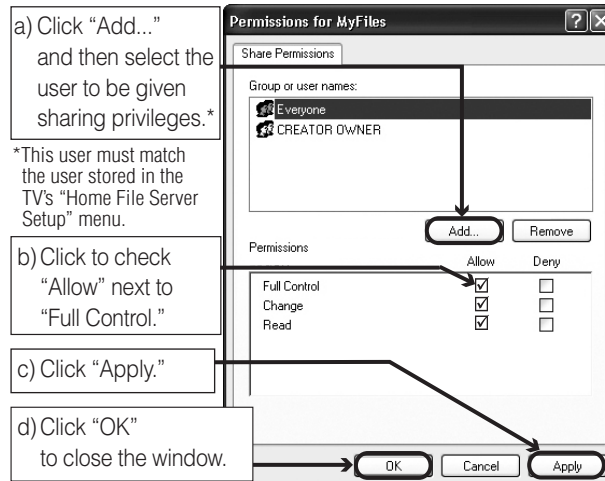 a) Click “Add...”
and then select the
user to be given
sharing privileges.*
*This user must match
the user stored in the
TV’s “Home File Server
Setup” menu.
b) Click to check
“Allow” next to
“Full Control.”
c) Click “Apply.”
d) Click “OK”
to close the window.
Permissions for MyFiles
Share Permissions
Group or user names:
Everyone
CREATOR OWNER
Add... Remove
Permissions Allow Deny
Full Control
Change
Read
OK Cancel Apply